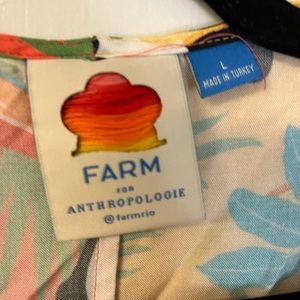 L
MADE IN TURKEY
FARM
FOR
ANTHROPOLOGIE
@farmrio